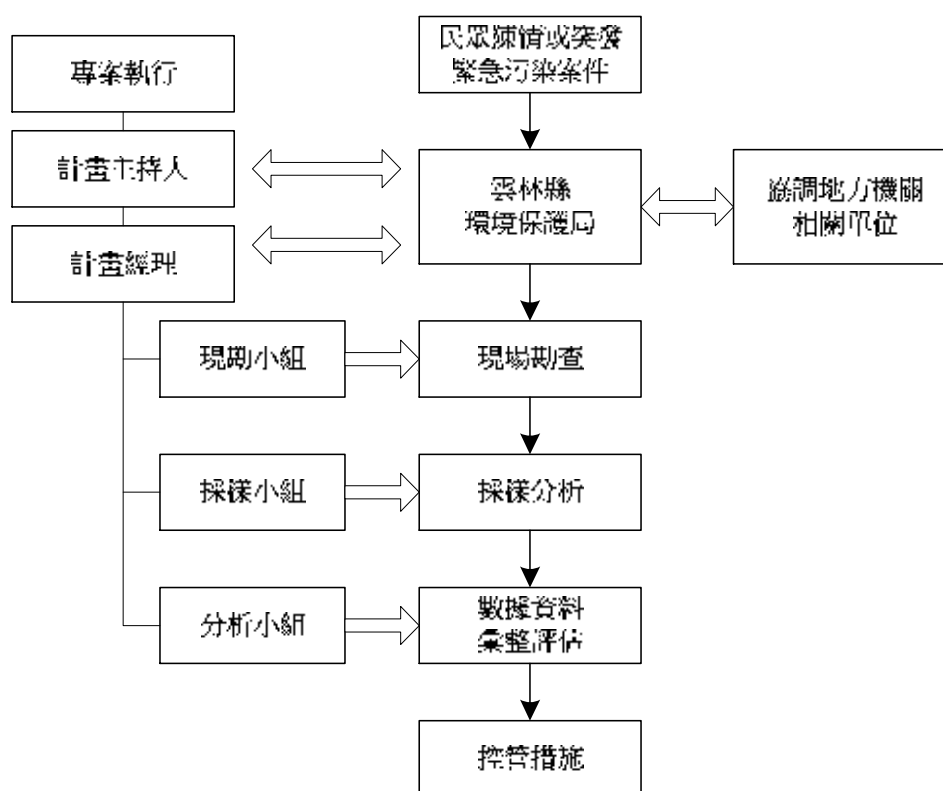 民眾陳情或突發
緊急污染案件
專案執行
計畫主持人
雲林縣
環境保護局
協調地方機關
相關單位
計畫經理
現勘小組
現場勘查
採樣小組
採樣分析
分析小組
數據資料
彙整評估
控管措施